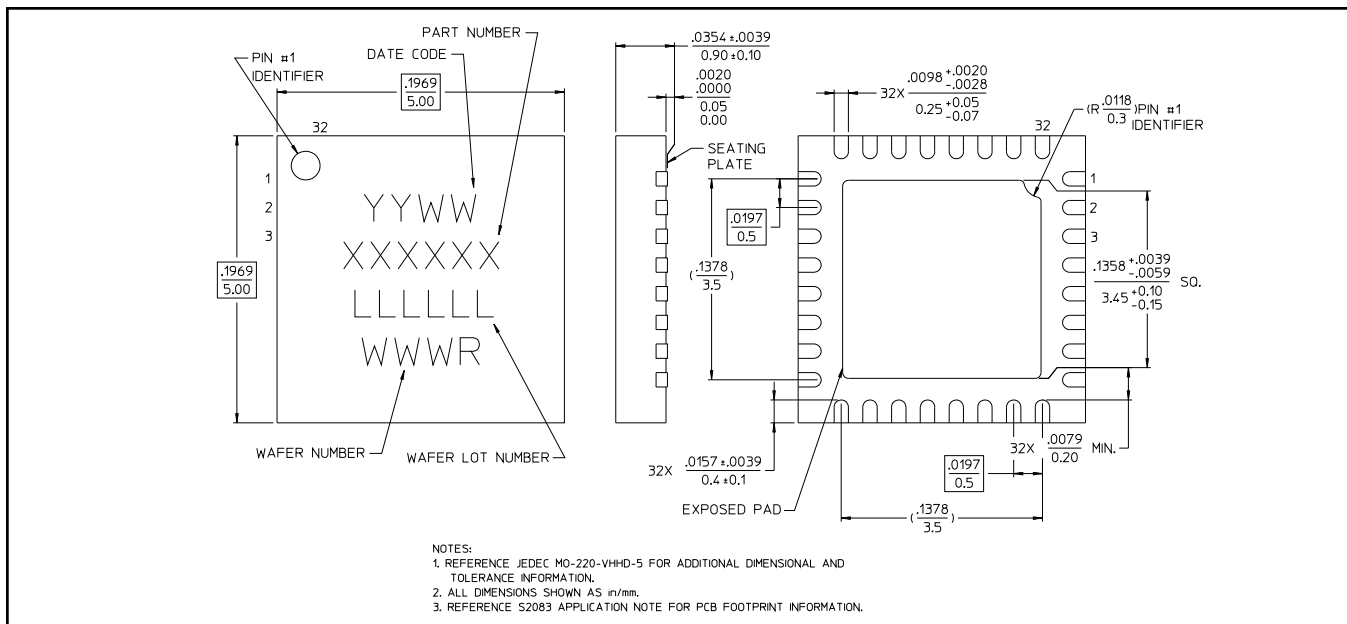 PART NUMBER
DATE CODE
PIN #1
IDENTIFIER
.1969
5.00
32
1
2
3
YYWW
XXXXXX
LLLLLL
WWWR
.1969
5.00
WAFER NUMBER
WAFER LOT NUMBER
.0354 ±.0039
0.90 ±0.10
.0020
.0000
0.05
0.00
SEATING
PLATE
32X .0098 +.0020 -.0028
0.25 +0.05 -0.07
(R .0118 / 0.3) PIN #1
IDENTIFIER
32
1
2
3
.0197
0.5
(.1378 / 3.5)
.1358 +.0039 -.0059
3.45 +0.10 -0.15
SQ.
32X .0157 ±.0039
0.4 ±0.1
32X .0079 MIN.
0.20
.0197
0.5
EXPOSED PAD
(.1378 / 3.5)
NOTES:
1. REFERENCE JEDEC MO-220-VHHD-5 FOR ADDITIONAL DIMENSIONAL AND
TOLERANCE INFORMATION.
2. ALL DIMENSIONS SHOWN AS in/mm.
3. REFERENCE S2083 APPLICATION NOTE FOR PCB FOOTPRINT INFORMATION.